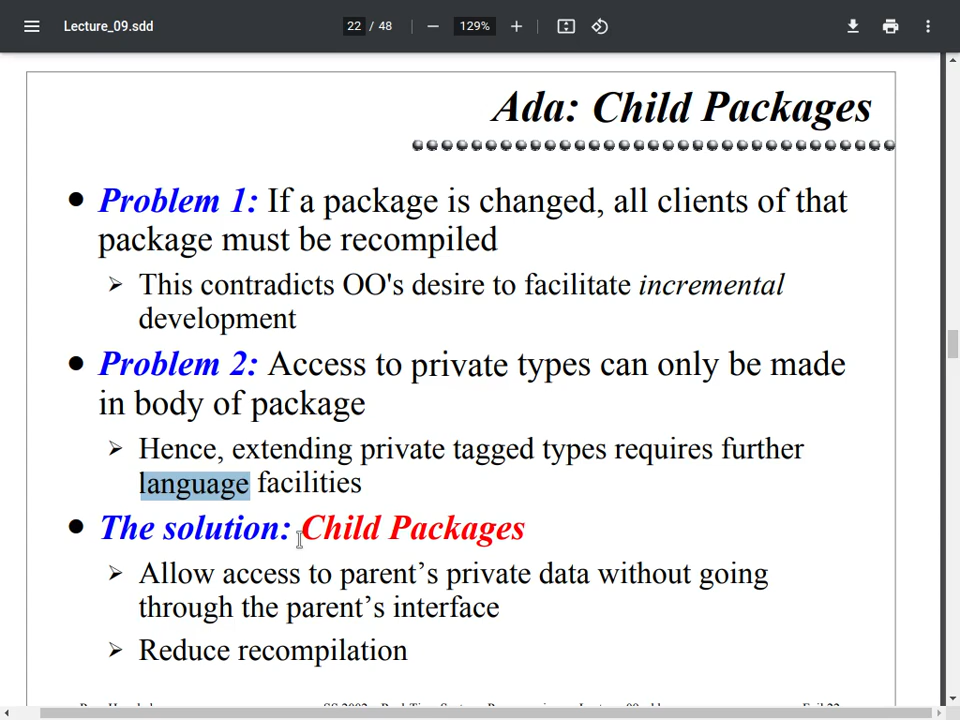 Lecture_09.sdd
22 / 48
129%
Ada: Child Packages
Problem 1: If a package is changed, all clients of that
package must be recompiled
This contradicts OO's desire to facilitate incremental
development
Problem 2: Access to private types can only be made
in body of package
Hence, extending private tagged types requires further
language facilities
The solution: Child Packages
Allow access to parent’s private data without going
through the parent’s interface
Reduce recompilation